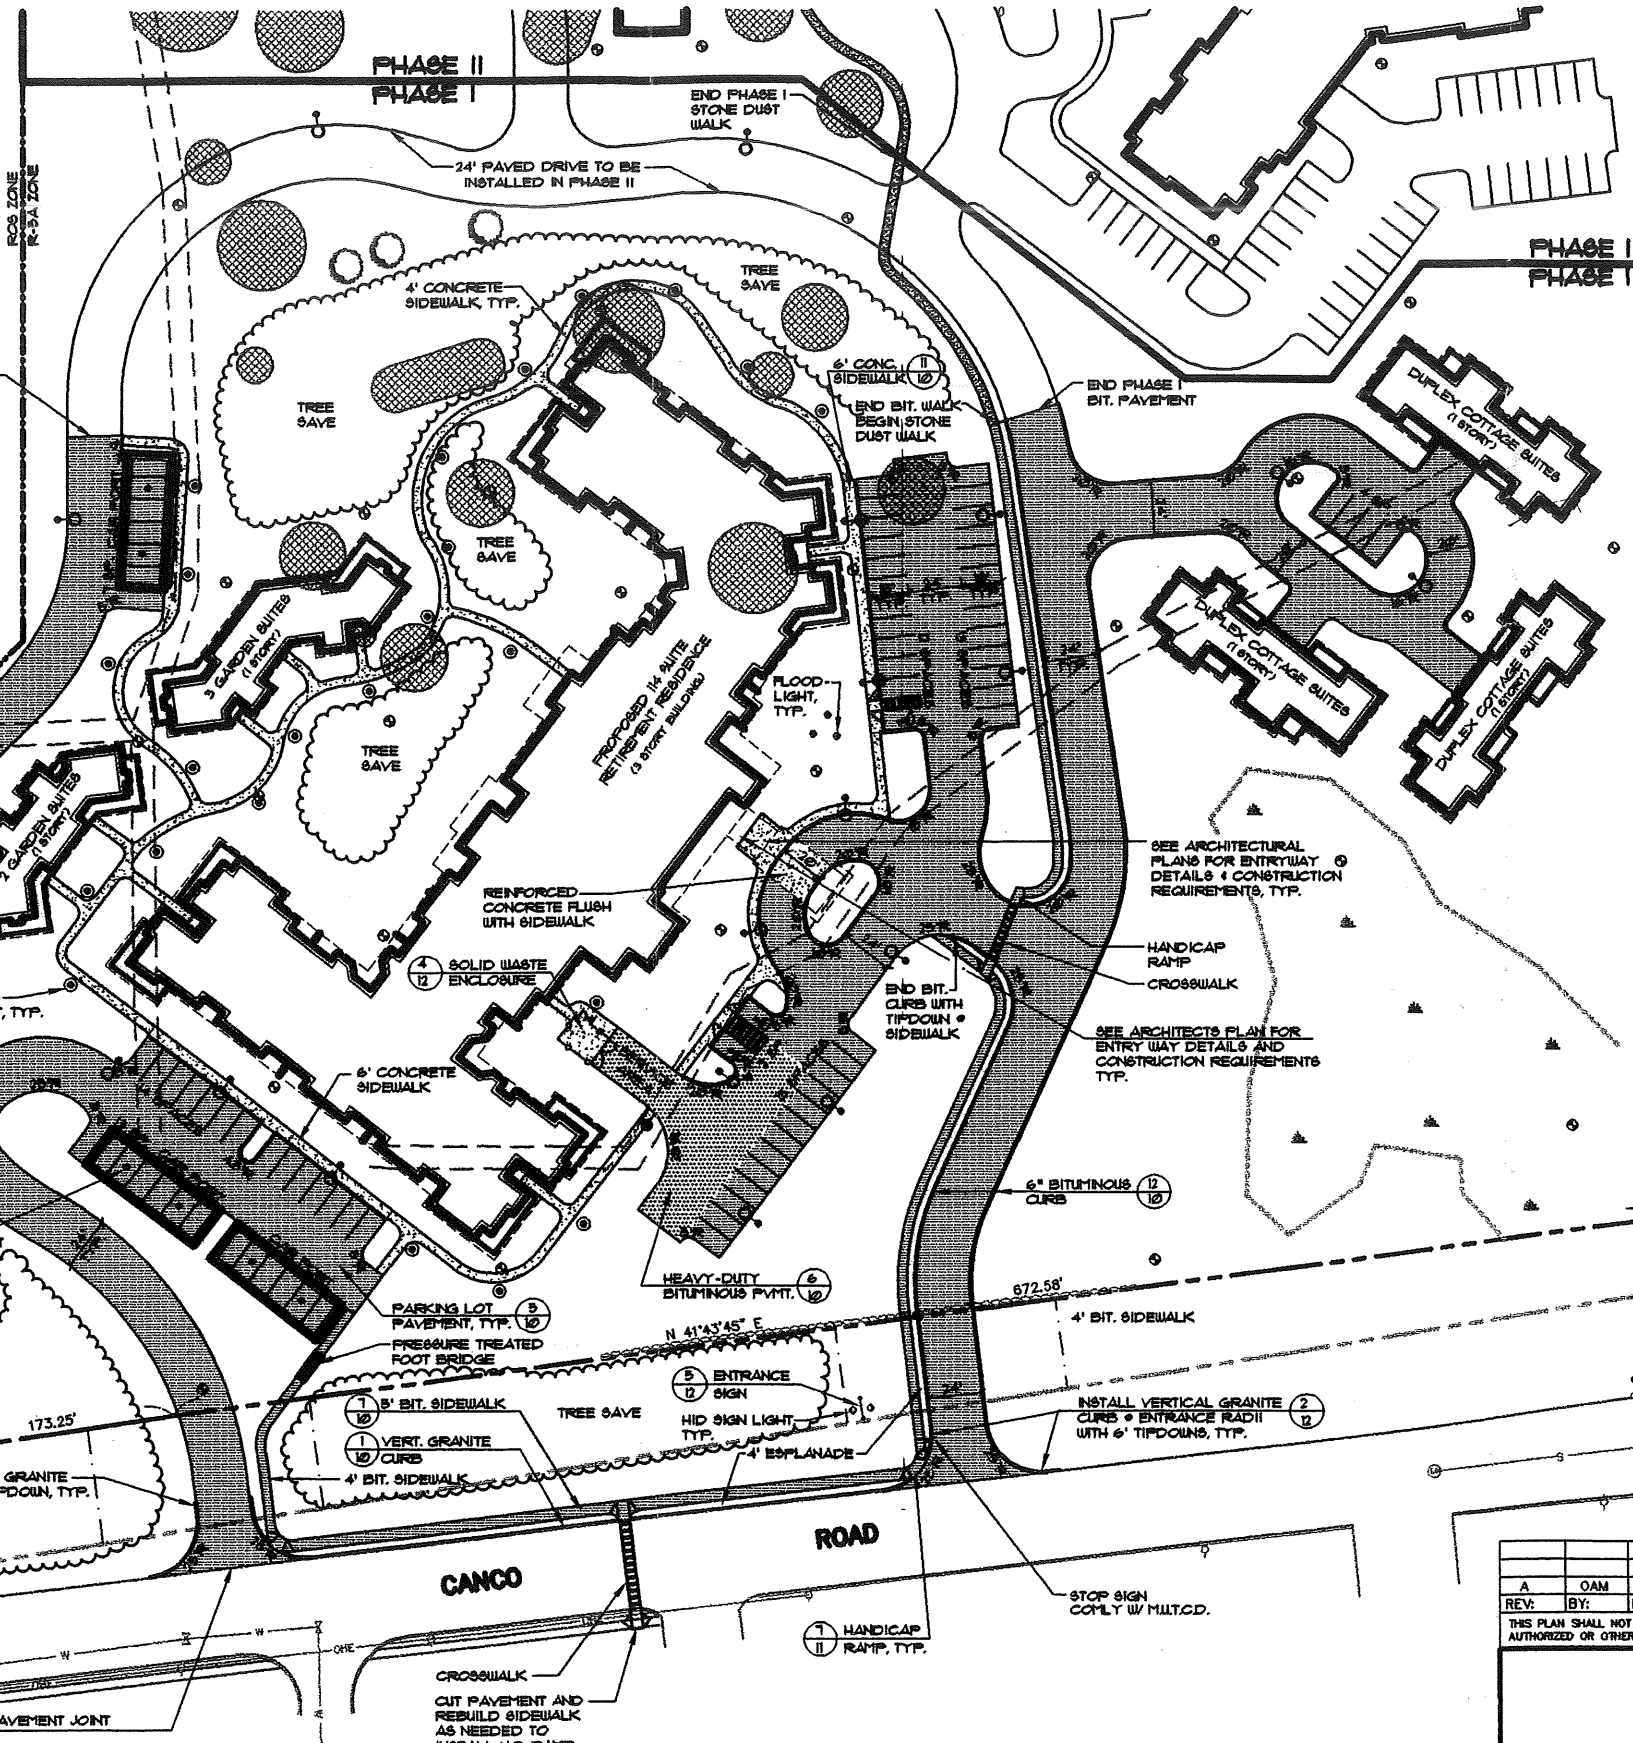 PHASE II
PHASE I
END PHASE I
STONE DUST
WALK
24' PAVED DRIVE TO BE
INSTALLED IN PHASE II
ROS ZONE
R-5A ZONE
PHASE I
PHASE I
TREE
SAVE
4' CONCRETE
SIDEWALK, TYP.
6' CONC.
SIDEWALK
11
10
END PHASE I
BIT. PAVEMENT
END BIT. WALK
BEGIN STONE
DUST WALK
DUPLEX COTTAGE SUITES
(1 STORY)
TREE
SAVE
TREE
SAVE
3 GARDEN SUITES
(1 STORY)
PROPOSED 114 SUITE
RETIREMENT RESIDENCE
(3 STORY BUILDING)
FLOOD
LIGHT,
TYP.
DUPLEX COTTAGE SUITES
(1 STORY)
DUPLEX COTTAGE SUITES
(1 STORY)
TREE
SAVE
2 GARDEN SUITES
(1 STORY)
SEE ARCHITECTURAL
PLANS FOR ENTRYWAY
DETAILS & CONSTRUCTION
REQUIREMENTS, TYP.
REINFORCED
CONCRETE FLUSH
WITH SIDEWALK
HANDICAP
RAMP
4
12
SOLID WASTE
ENCLOSURE
CROSSWALK
END BIT.
CURB WITH
TIPDOWN @
SIDEWALK
, TYP.
SEE ARCHITECTS PLAN FOR
ENTRY WAY DETAILS AND
CONSTRUCTION REQUIREMENTS
TYP.
6' CONCRETE
SIDEWALK
6" BITUMINOUS
CURB
12
10
HEAVY-DUTY
BITUMINOUS PVMT.
6
10
672.58'
4' BIT. SIDEWALK
PARKING LOT
PAVEMENT, TYP.
5
10
N 41°43'45" E
PRESSURE TREATED
FOOT BRIDGE
5
12
ENTRANCE
SIGN
7
10
5' BIT. SIDEWALK
TREE SAVE
HID SIGN LIGHT,
TYP.
INSTALL VERTICAL GRANITE
CURB @ ENTRANCE RADII
WITH 6' TIPDOWNS, TYP.
2
12
173.25'
1
10
VERT. GRANITE
CURB
4' ESPLANADE
GRANITE
PDOWN, TYP.
4' BIT. SIDEWALK
CANCO
ROAD
STOP SIGN
COMLY W/ M.U.T.C.D.
7
11
HANDICAP
RAMP, TYP.
W
W
OHE
S
CROSSWALK
CUT PAVEMENT AND
REBUILD SIDEWALK
AS NEEDED TO
AVEMENT JOINT
A
OAM
REV:
BY:
THIS PLAN SHALL NOT
AUTHORIZED OR OTHER